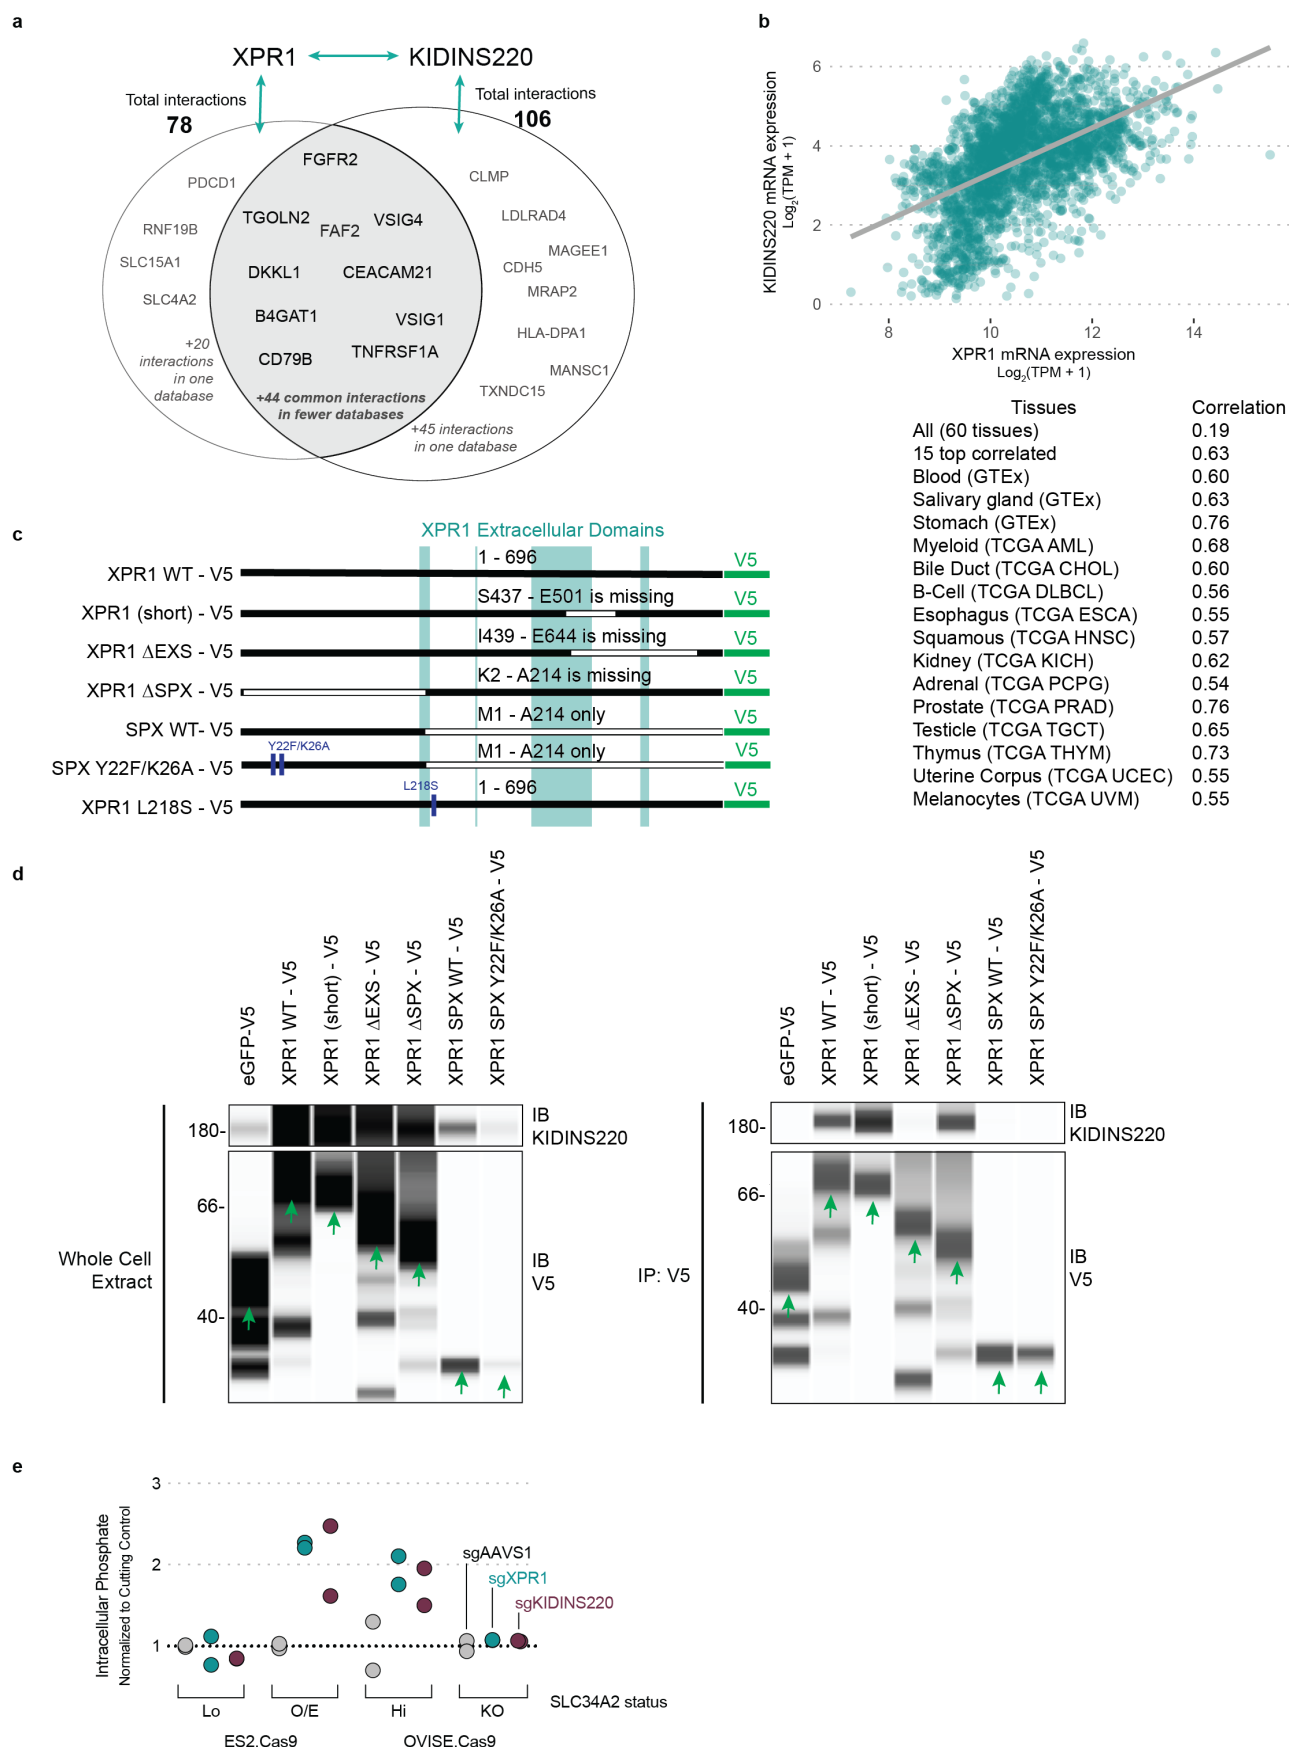 a
XPR1
KIDINS220
Total interactions
78
Total interactions
106
FGFR2
PDCD1
CLMP
TGOLN2
VSIG4
FAF2
RNF19B
LDLRAD4
SLC15A1
DKKL1
CEACAM21
MAGEE1
CDH5
SLC4A2
MRAP2
B4GAT1
VSIG1
HLA-DPA1
CD79B
TNFRSF1A
MANSC1
TXNDC15
+20
interactions
in one
database
+44 common interactions
in fewer databases
+45 interactions
in one database
b
KIDINS220 mRNA expression
Log2(TPM + 1)
6
4
2
0
8
10
12
14
XPR1 mRNA expression
Log2(TPM + 1)
Tissues Correlation
All (60 tissues) 0.19
15 top correlated 0.63
Blood (GTEx) 0.60
Salivary gland (GTEx) 0.63
Stomach (GTEx) 0.76
Myeloid (TCGA AML) 0.68
Bile Duct (TCGA CHOL) 0.60
B-Cell (TCGA DLBCL) 0.56
Esophagus (TCGA ESCA) 0.55
Squamous (TCGA HNSC) 0.57
Kidney (TCGA KICH) 0.62
Adrenal (TCGA PCPG) 0.54
Prostate (TCGA PRAD) 0.76
Testicle (TCGA TGCT) 0.65
Thymus (TCGA THYM) 0.73
Uterine Corpus (TCGA UCEC) 0.55
Melanocytes (TCGA UVM) 0.55
c
XPR1 Extracellular Domains
XPR1 WT - V5
1 - 696
V5
XPR1 (short) - V5
S437 - E501 is missing
V5
XPR1 ΔEXS - V5
I439 - E644 is missing
V5
XPR1 ΔSPX - V5
K2 - A214 is missing
V5
SPX WT- V5
M1 - A214 only
V5
SPX Y22F/K26A - V5
Y22F/K26A
M1 - A214 only
V5
XPR1 L218S - V5
L218S
1 - 696
V5
d
eGFP-V5
XPR1 WT - V5
XPR1 (short) - V5
XPR1 ΔEXS - V5
XPR1 ΔSPX - V5
XPR1 SPX WT - V5
XPR1 SPX Y22F/K26A - V5
Whole Cell
Extract
180-
66-
40-
IB
KIDINS220
IB
V5
eGFP-V5
XPR1 WT - V5
XPR1 (short) - V5
XPR1 ΔEXS - V5
XPR1 ΔSPX - V5
XPR1 SPX WT - V5
XPR1 SPX Y22F/K26A - V5
IP: V5
180-
66-
40-
IB
KIDINS220
IB
V5
e
Intracellular Phosphate
Normalized to Cutting Control
3
2
1
sgAAVS1
sgXPR1
sgKIDINS220
Lo
O/E
Hi
KO
SLC34A2 status
ES2.Cas9
OVISE.Cas9